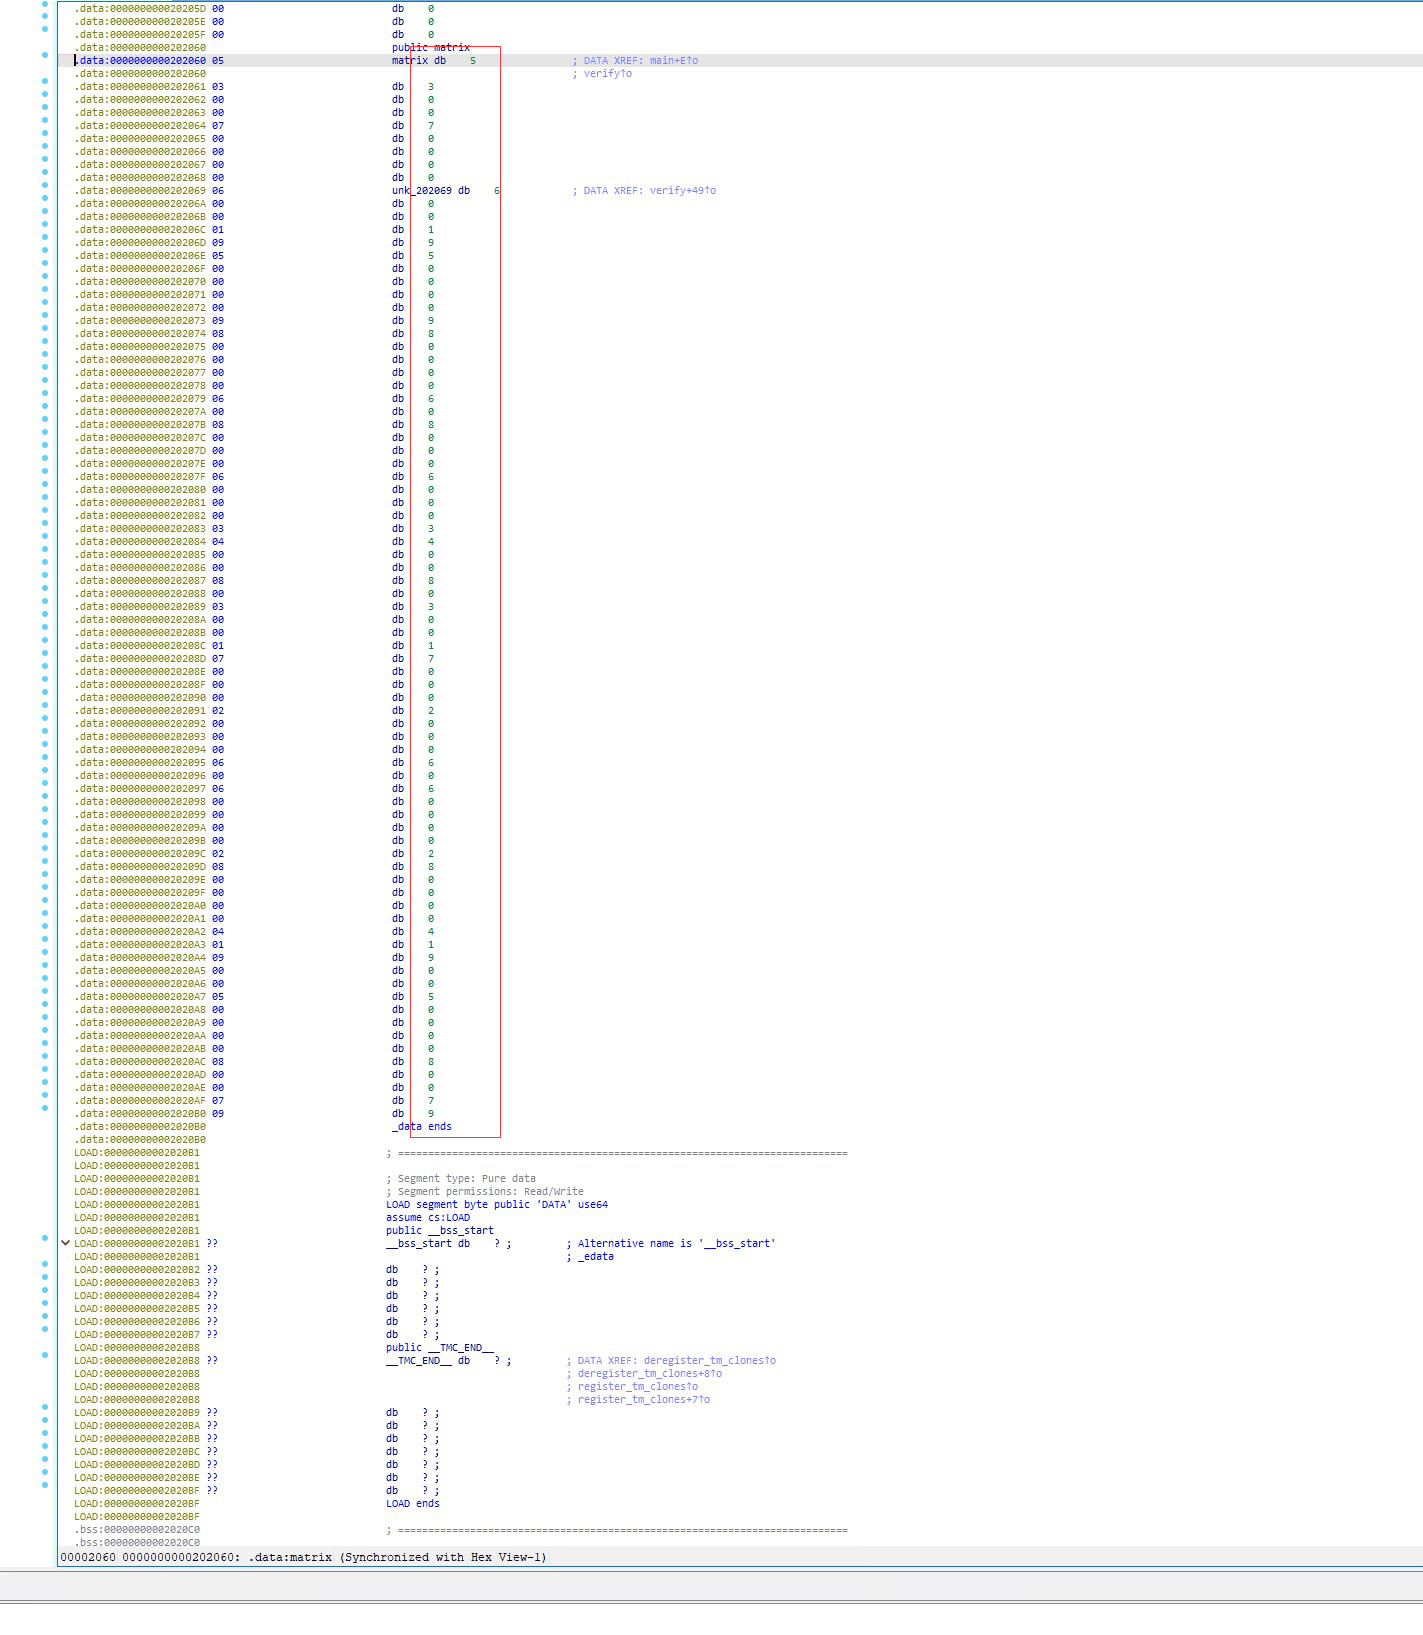 .data:000000000020205D 00 db 0
.data:000000000020205E 00 db 0
.data:000000000020205F 00 db 0
.data:0000000000202060 public matrix
.data:0000000000202060 05 matrix db 5 ; DATA XREF: main+E↑o
.data:0000000000202060 ; verify↑o
.data:0000000000202061 03 db 3
.data:0000000000202062 00 db 0
.data:0000000000202063 00 db 0
.data:0000000000202064 07 db 7
.data:0000000000202065 00 db 0
.data:0000000000202066 00 db 0
.data:0000000000202067 00 db 0
.data:0000000000202068 00 db 0
.data:0000000000202069 06 unk_202069 db 6 ; DATA XREF: verify+49↑o
.data:000000000020206A 00 db 0
.data:000000000020206B 00 db 0
.data:000000000020206C 01 db 1
.data:000000000020206D 09 db 9
.data:000000000020206E 05 db 5
.data:000000000020206F 00 db 0
.data:0000000000202070 00 db 0
.data:0000000000202071 00 db 0
.data:0000000000202072 00 db 0
.data:0000000000202073 09 db 9
.data:0000000000202074 08 db 8
.data:0000000000202075 00 db 0
.data:0000000000202076 00 db 0
.data:0000000000202077 00 db 0
.data:0000000000202078 00 db 0
.data:0000000000202079 06 db 6
.data:000000000020207A 00 db 0
.data:000000000020207B 08 db 8
.data:000000000020207C 00 db 0
.data:000000000020207D 00 db 0
.data:000000000020207E 00 db 0
.data:000000000020207F 06 db 6
.data:0000000000202080 00 db 0
.data:0000000000202081 00 db 0
.data:0000000000202082 00 db 0
.data:0000000000202083 03 db 3
.data:0000000000202084 04 db 4
.data:0000000000202085 00 db 0
.data:0000000000202086 00 db 0
.data:0000000000202087 08 db 8
.data:0000000000202088 00 db 0
.data:0000000000202089 03 db 3
.data:000000000020208A 00 db 0
.data:000000000020208B 00 db 0
.data:000000000020208C 01 db 1
.data:000000000020208D 07 db 7
.data:000000000020208E 00 db 0
.data:000000000020208F 00 db 0
.data:0000000000202090 00 db 0
.data:0000000000202091 02 db 2
.data:0000000000202092 00 db 0
.data:0000000000202093 00 db 0
.data:0000000000202094 00 db 0
.data:0000000000202095 06 db 6
.data:0000000000202096 00 db 0
.data:0000000000202097 06 db 6
.data:0000000000202098 00 db 0
.data:0000000000202099 00 db 0
.data:000000000020209A 00 db 0
.data:000000000020209B 00 db 0
.data:000000000020209C 02 db 2
.data:000000000020209D 08 db 8
.data:000000000020209E 00 db 0
.data:000000000020209F 00 db 0
.data:00000000002020A0 00 db 0
.data:00000000002020A1 00 db 0
.data:00000000002020A2 04 db 4
.data:00000000002020A3 01 db 1
.data:00000000002020A4 09 db 9
.data:00000000002020A5 00 db 0
.data:00000000002020A6 00 db 0
.data:00000000002020A7 05 db 5
.data:00000000002020A8 00 db 0
.data:00000000002020A9 00 db 0
.data:00000000002020AA 00 db 0
.data:00000000002020AB 00 db 0
.data:00000000002020AC 08 db 8
.data:00000000002020AD 00 db 0
.data:00000000002020AE 00 db 0
.data:00000000002020AF 07 db 7
.data:00000000002020B0 09 db 9
.data:00000000002020B0 _data ends
.data:00000000002020B0
LOAD:00000000002020B1 ; ===========================================================================
LOAD:00000000002020B1
LOAD:00000000002020B1 ; Segment type: Pure data
LOAD:00000000002020B1 ; Segment permissions: Read/Write
LOAD:00000000002020B1 LOAD segment byte public 'DATA' use64
LOAD:00000000002020B1 assume cs:LOAD
LOAD:00000000002020B1 public __bss_start
LOAD:00000000002020B1 ?? __bss_start db ? ; ; Alternative name is '__bss_start'
LOAD:00000000002020B1 ; _edata
LOAD:00000000002020B2 ?? db ? ;
LOAD:00000000002020B3 ?? db ? ;
LOAD:00000000002020B4 ?? db ? ;
LOAD:00000000002020B5 ?? db ? ;
LOAD:00000000002020B6 ?? db ? ;
LOAD:00000000002020B7 ?? db ? ;
LOAD:00000000002020B8 public __TMC_END__
LOAD:00000000002020B8 ?? __TMC_END__ db ? ; ; DATA XREF: deregister_tm_clones↑o
LOAD:00000000002020B8 ; deregister_tm_clones+8↑o
LOAD:00000000002020B8 ; register_tm_clones↑o
LOAD:00000000002020B8 ; register_tm_clones+7↑o
LOAD:00000000002020B9 ?? db ? ;
LOAD:00000000002020BA ?? db ? ;
LOAD:00000000002020BB ?? db ? ;
LOAD:00000000002020BC ?? db ? ;
LOAD:00000000002020BD ?? db ? ;
LOAD:00000000002020BE ?? db ? ;
LOAD:00000000002020BF ?? db ? ;
LOAD:00000000002020BF LOAD ends
LOAD:00000000002020BF
.bss:00000000002020C0 ; ===========================================================================
.bss:00000000002020C0
00002060 0000000000202060: .data:matrix (Synchronized with Hex View-1)